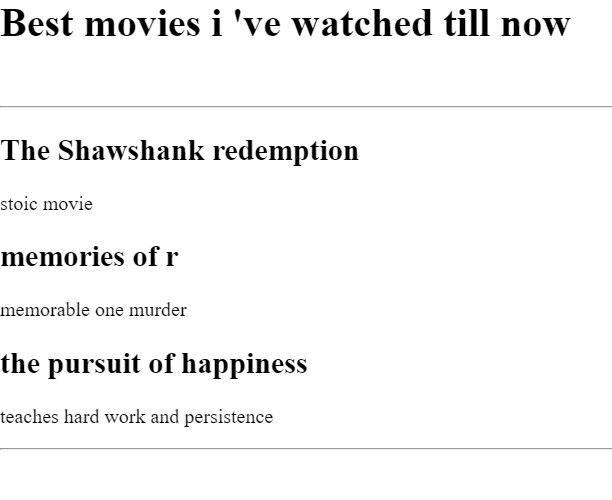 Best movies i 've watched till now
The Shawshank redemption
stoic movie
memories of r
memorable one murder
the pursuit of happiness
teaches hard work and persistence